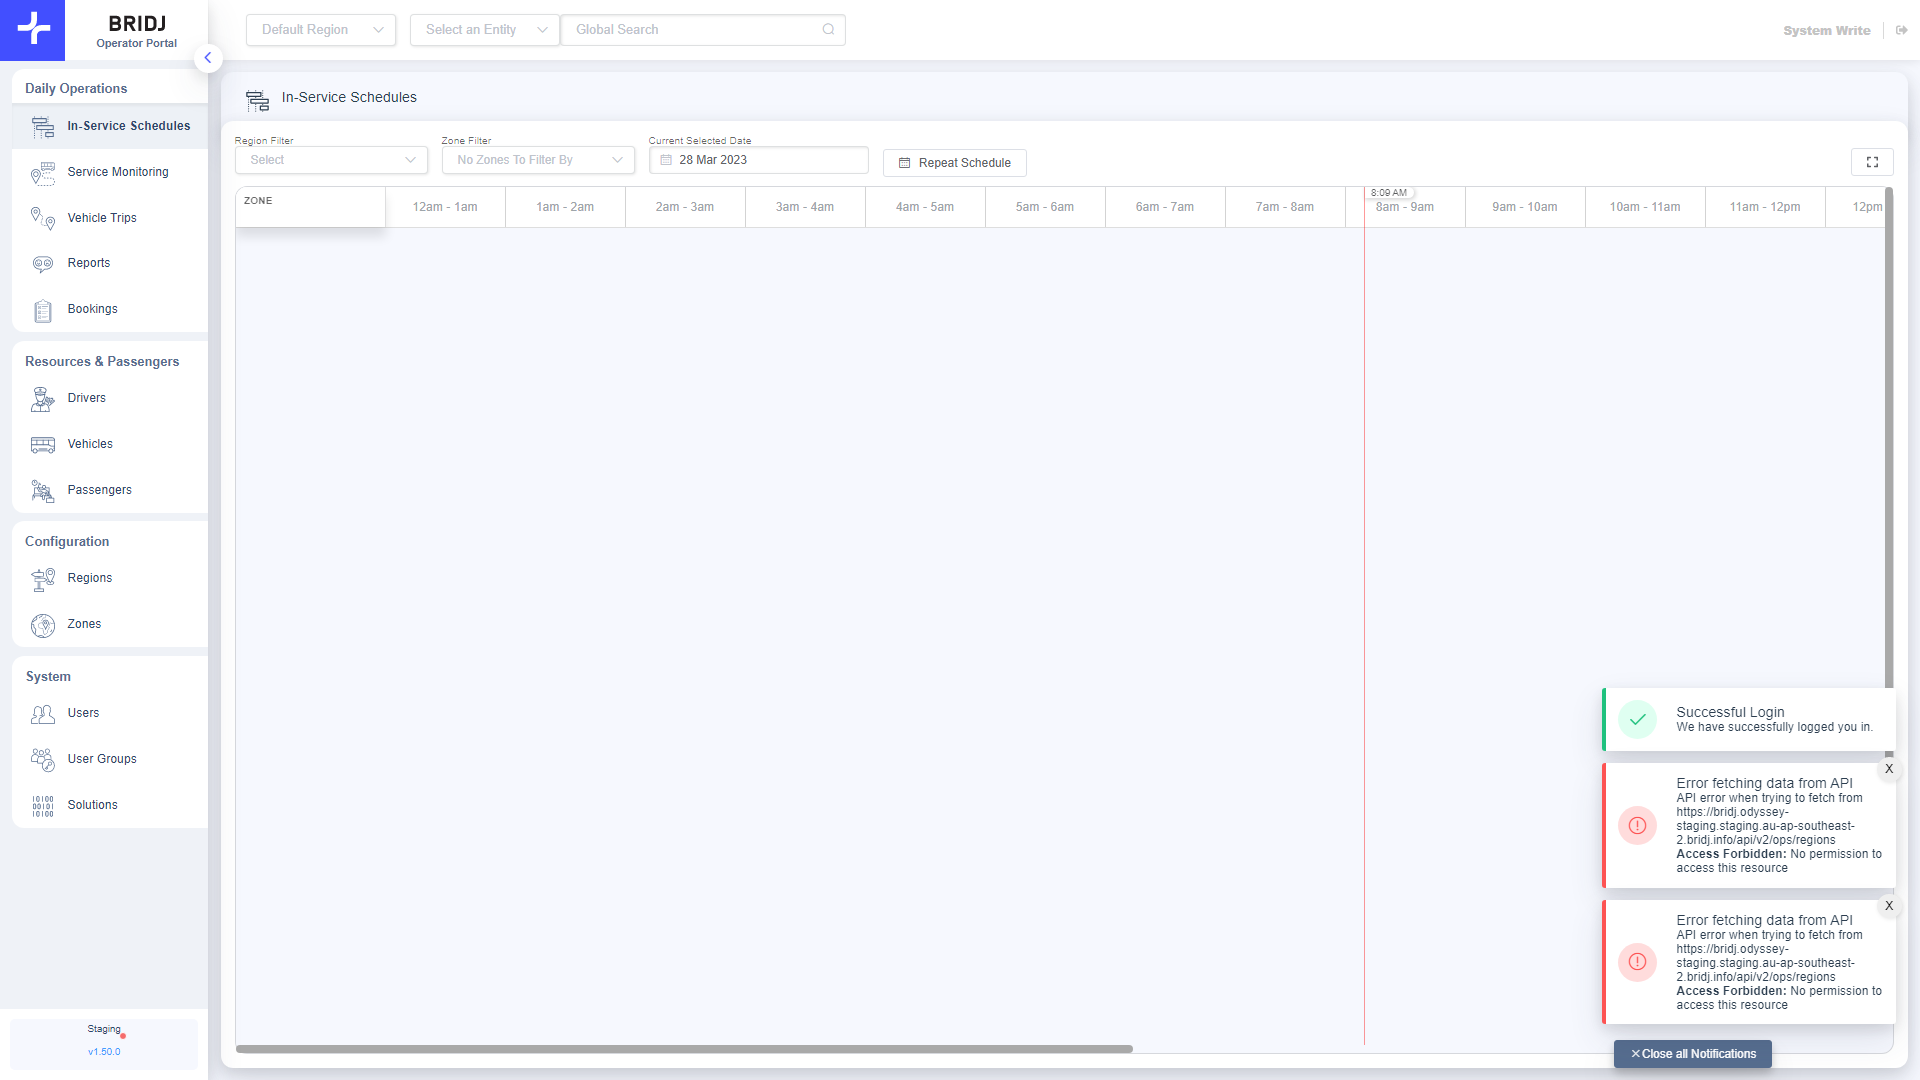 BRIDJ
Operator Portal
Default Region
Select an Entity
Global Search
System Write
Daily Operations
In-Service Schedules
Service Monitoring
Vehicle Trips
Reports
Bookings
Resources & Passengers
Drivers
Vehicles
Passengers
Configuration
Regions
Zones
System
Users
User Groups
Solutions
Staging
v1.50.0
In-Service Schedules
Region Filter
Select
Zone Filter
No Zones To Filter By
Current Selected Date
28 Mar 2023
Repeat Schedule
ZONE
12am - 1am
1am - 2am
2am - 3am
3am - 4am
4am - 5am
5am - 6am
6am - 7am
7am - 8am
8:09 AM
8am - 9am
9am - 10am
10am - 11am
11am - 12pm
12pm
Successful Login
We have successfully logged you in.
X
Error fetching data from API
API error when trying to fetch from
https://bridj.odyssey-
staging.staging.au-ap-southeast-
2.bridj.info/api/v2/ops/regions
Access Forbidden: No permission to
access this resource
X
Error fetching data from API
API error when trying to fetch from
https://bridj.odyssey-
staging.staging.au-ap-southeast-
2.bridj.info/api/v2/ops/regions
Access Forbidden: No permission to
access this resource
×Close all Notifications